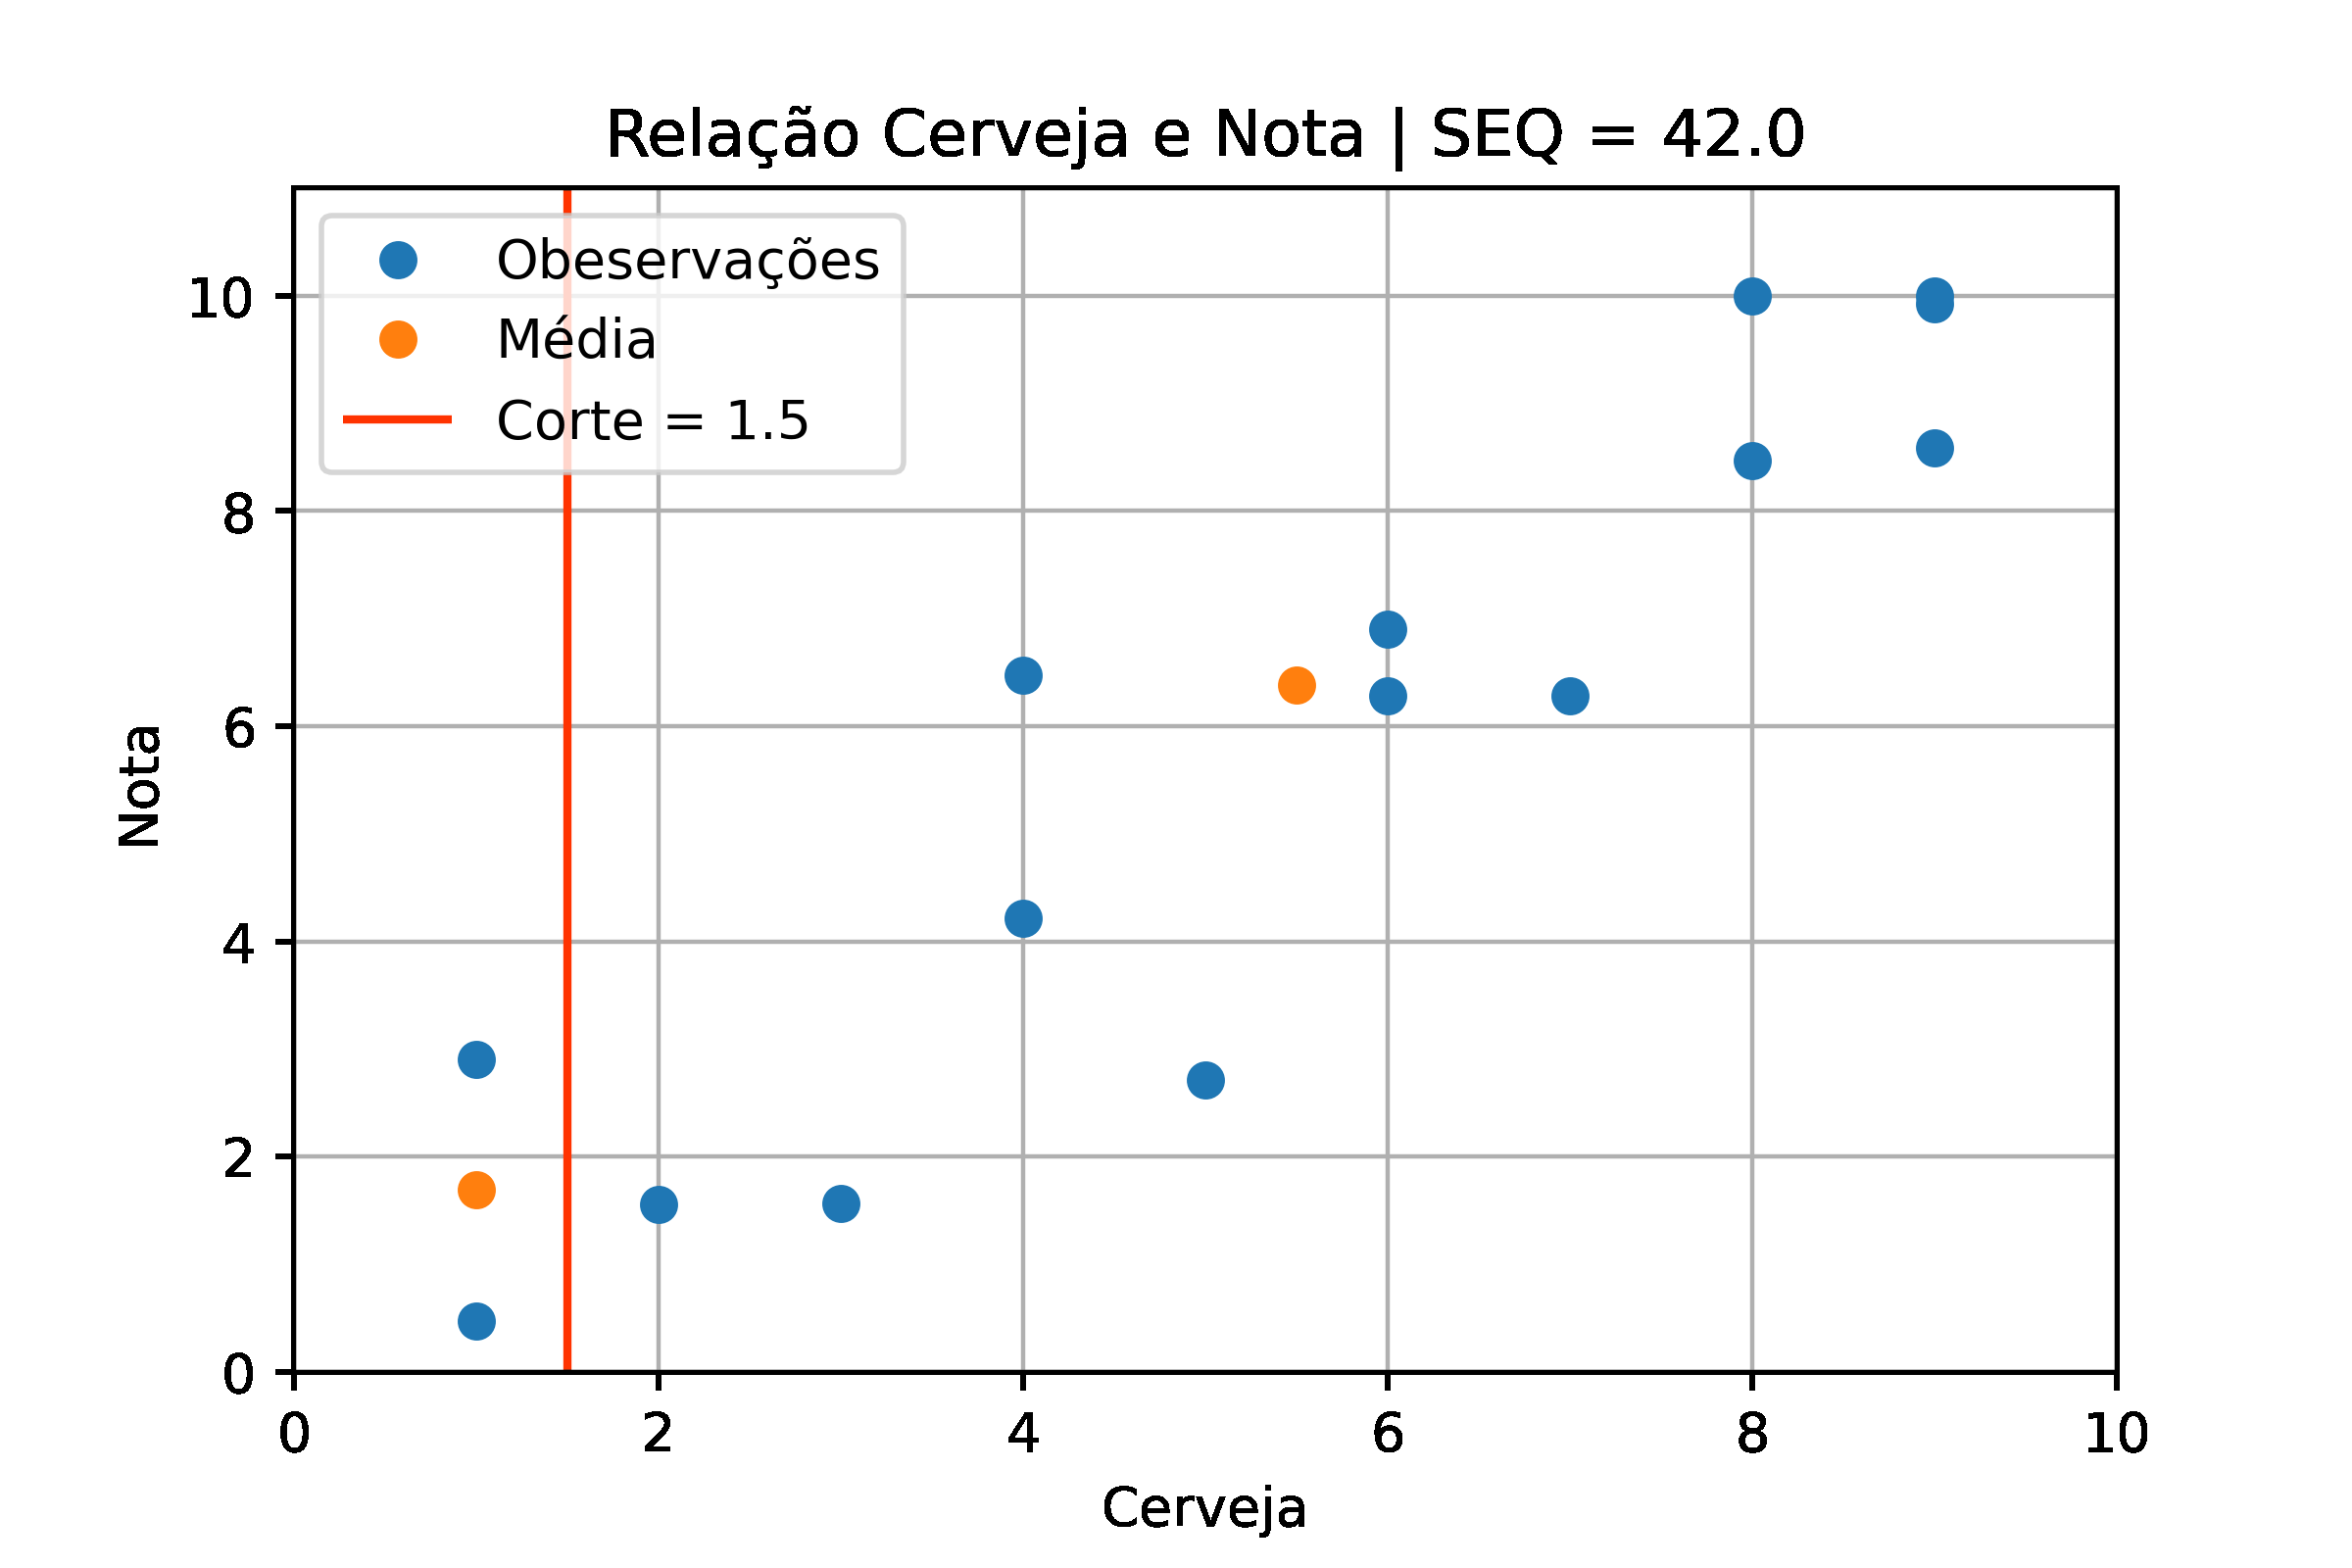 Relação Cerveja e Nota | SEQ = 42.0
Obeservações
Média
Corte = 1.5
10
8
6
4
2
0
Nota
0 2 4 6 8 10
Cerveja